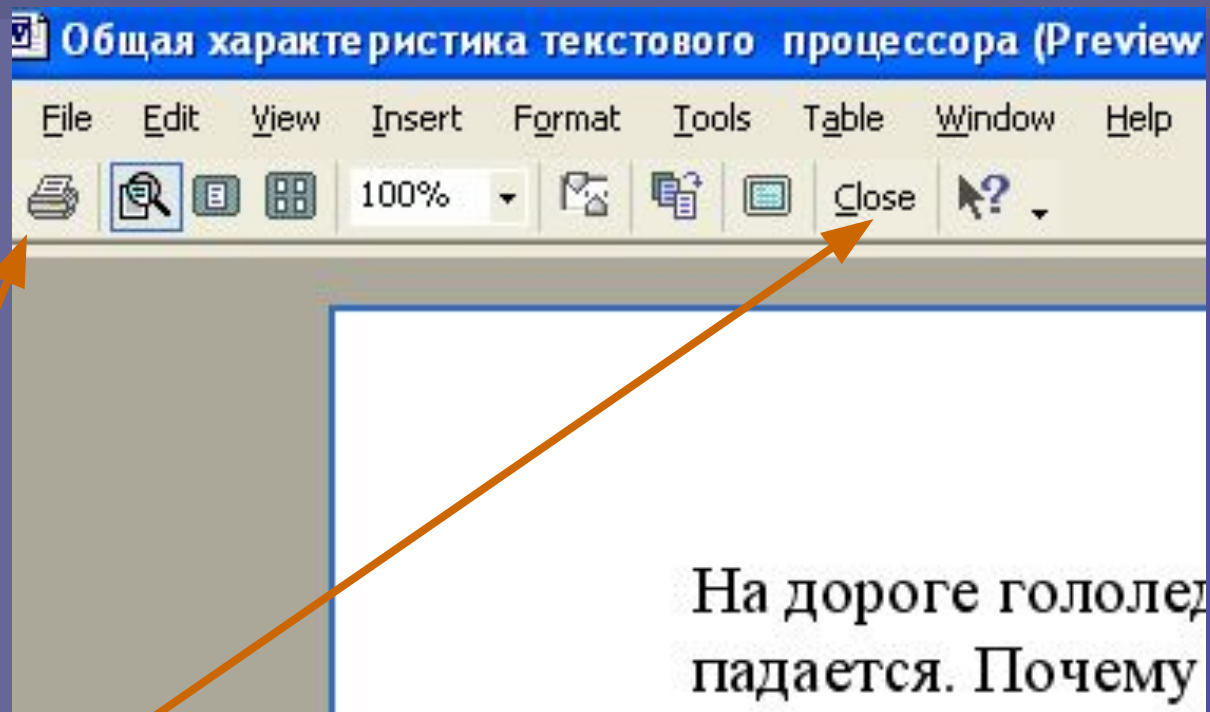 Общая характеристика текстового процессора (Preview
File Edit View Insert Format Tools Table Window Help
100% Close
На дороге гололед
падается. Почему